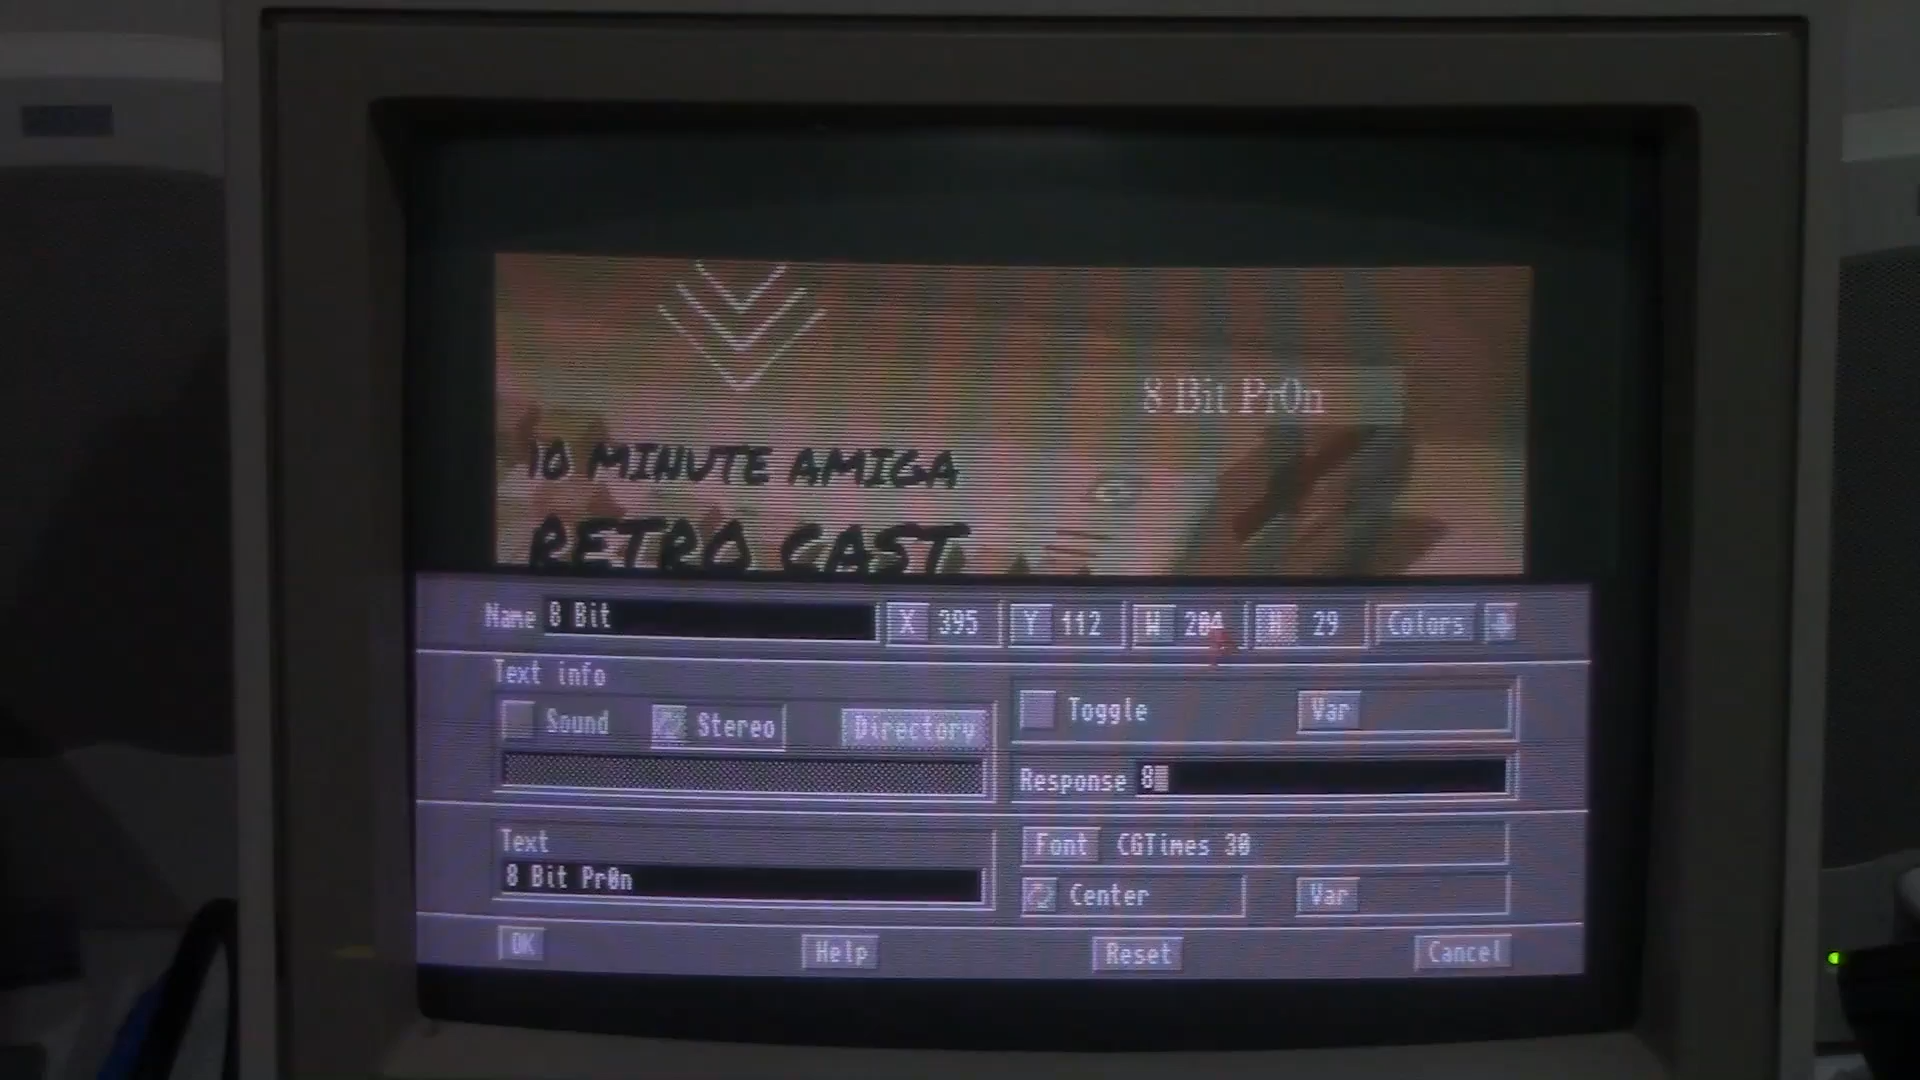 8 Bit Pr0n
10 MINUTE AMIGA
RETRO CAST
Name 8 Bit X 395 Y 112 W 204 H 29 Colors
Text info
Sound Stereo Directory
Toggle Var
Response 8
Text
8 Bit Pr0n
Font CGTimes 30
Center Var
OK Help Reset Cancel